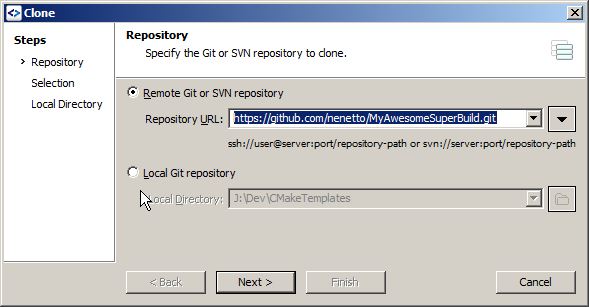 Clone
Steps
Repository
Selection
Local Directory
Repository
Specify the Git or SVN repository to clone.
Remote Git or SVN repository
Repository URL: https://github.com/nenetto/MyAwesomeSuperBuild.git
ssh://user@server:port/repository-path or svn://server:port/repository-path
Local Git repository
Local Directory: J:\Dev\CMakeTemplates
< Back Next > Finish Cancel